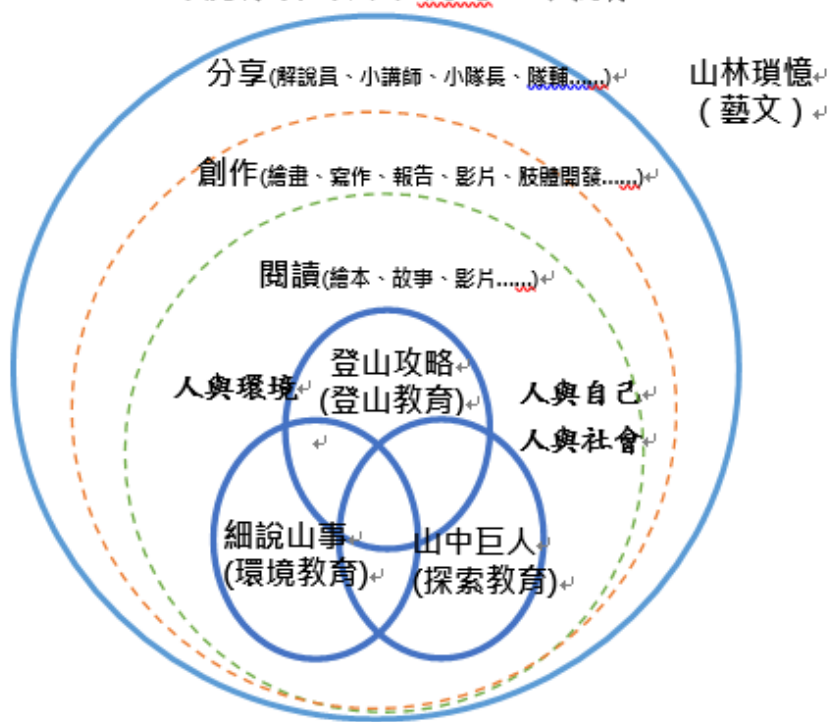 分享(解說員、小講師、小隊長、隊輔......)
山林瑣憶
(藝文)
創作(繪畫、寫作、報告、影片、肢體開發......)
閱讀(繪本、故事、影片......)
登山攻略
(登山教育)
人與環境
人與自己
人與社會
細說山事
(環境教育)
山中巨人
(探索教育)